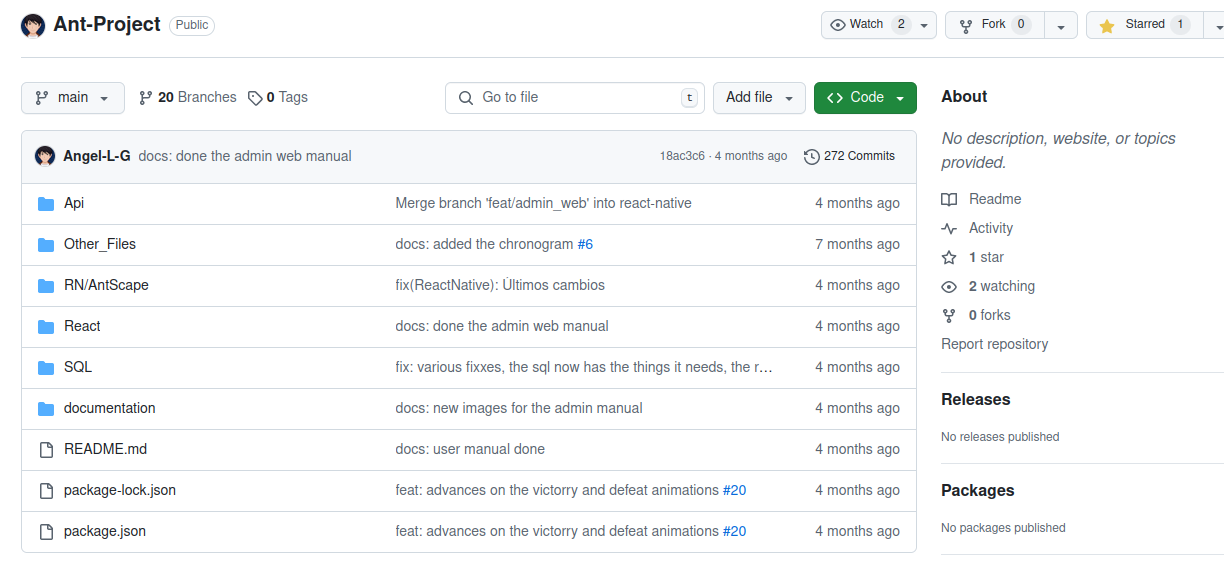 Ant-Project Public Watch 2 Fork 0 Starred 1
main 20 Branches 0 Tags Go to file t Add file Code
Angel-L-G docs: done the admin web manual 18ac3c6 · 4 months ago 272 Commits
Api Merge branch 'feat/admin_web' into react-native 4 months ago
Other_Files docs: added the chronogram #6 7 months ago
RN/AntScape fix(ReactNative): Últimos cambios 4 months ago
React docs: done the admin web manual 4 months ago
SQL fix: various fixxes, the sql now has the things it needs, the r… 4 months ago
documentation docs: new images for the admin manual 4 months ago
README.md docs: user manual done 4 months ago
package-lock.json feat: advances on the victorry and defeat animations #20 4 months ago
package.json feat: advances on the victorry and defeat animations #20 4 months ago
About
No description, website, or topics
provided.
Readme
Activity
1 star
2 watching
0 forks
Report repository
Releases
No releases published
Packages
No packages published